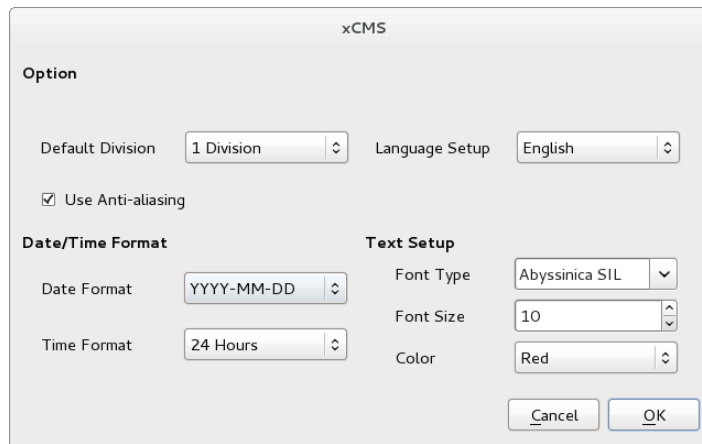 xCMS
Option
Default Division 1 Division Language Setup English
Use Anti-aliasing
Date/Time Format Text Setup
Font Type Abyssinica SIL
Date Format YYYY-MM-DD
Font Size 10
Time Format 24 Hours
Color Red
Cancel OK